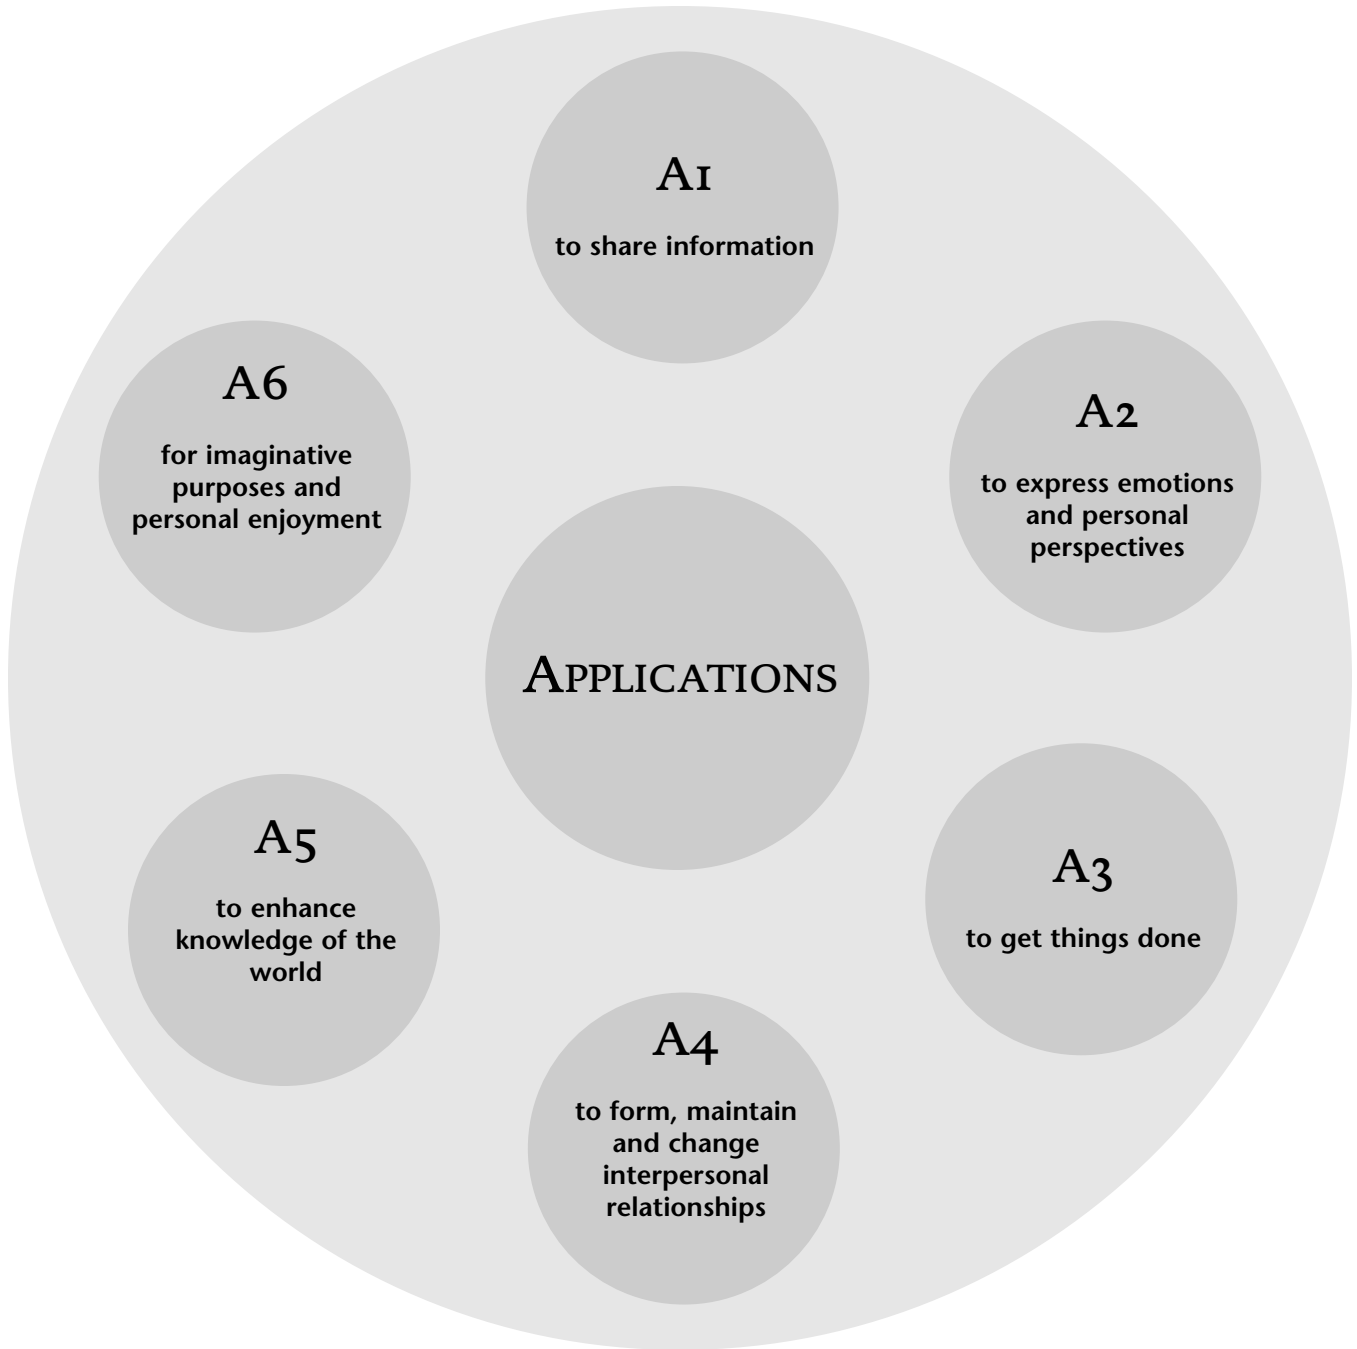 A1
to share information
A2
to express emotions
and personal
perspectives
A3
to get things done
A4
to form, maintain
and change
interpersonal
relationships
A5
to enhance
knowledge of the
world
A6
for imaginative
purposes and
personal enjoyment
APPLICATIONS